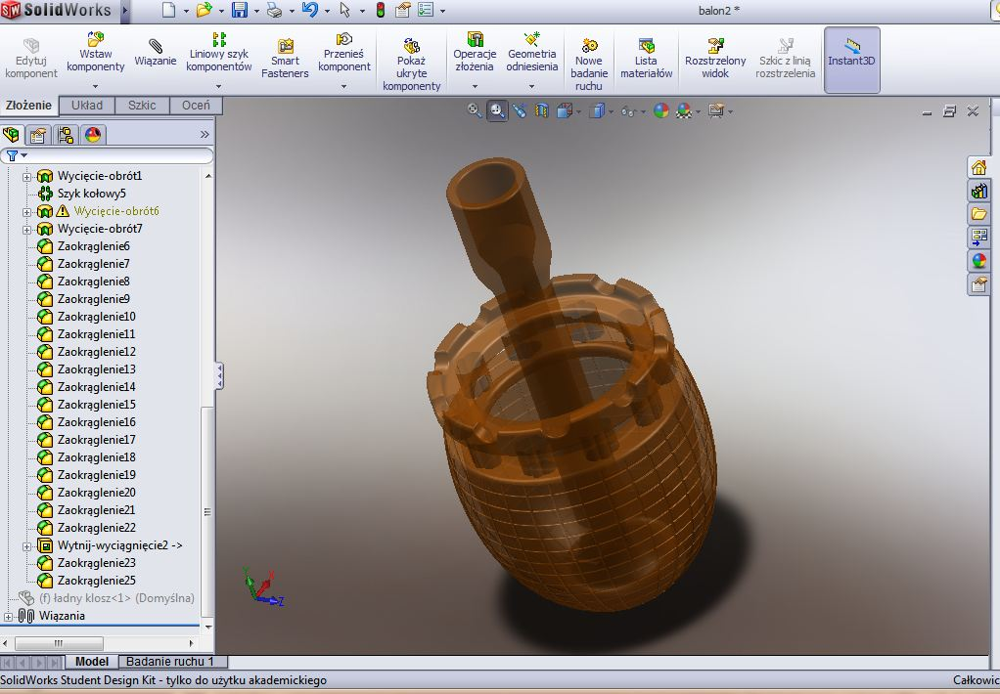 SW SolidWorks
balon2 *
Edytuj komponent
Wstaw komponenty
Wiązanie
Liniowy szyk komponentów
Smart Fasteners
Przenieś komponent
Pokaż ukryte komponenty
Operacje złożenia
Geometria odniesienia
Nowe badanie ruchu
Lista materiałów
Rozstrzelony widok
Szkic z linią rozstrzelenia
Instant3D
Złożenie Układ Szkic Oceń
Wycięcie-obrót1
Szyk kołowy5
Wycięcie-obrót6
Wycięcie-obrót7
Zaokrąglenie6
Zaokrąglenie7
Zaokrąglenie8
Zaokrąglenie9
Zaokrąglenie10
Zaokrąglenie11
Zaokrąglenie12
Zaokrąglenie13
Zaokrąglenie14
Zaokrąglenie15
Zaokrąglenie16
Zaokrąglenie17
Zaokrąglenie18
Zaokrąglenie19
Zaokrąglenie20
Zaokrąglenie21
Zaokrąglenie22
Wytnij-wyciągnięcie2 ->
Zaokrąglenie23
Zaokrąglenie25
(f) ładny klosz<1> (Domyślna)
Wiązania
Y X Z
Model Badanie ruchu 1
SolidWorks Student Design Kit - tylko do użytku akademickiego
Całkowic